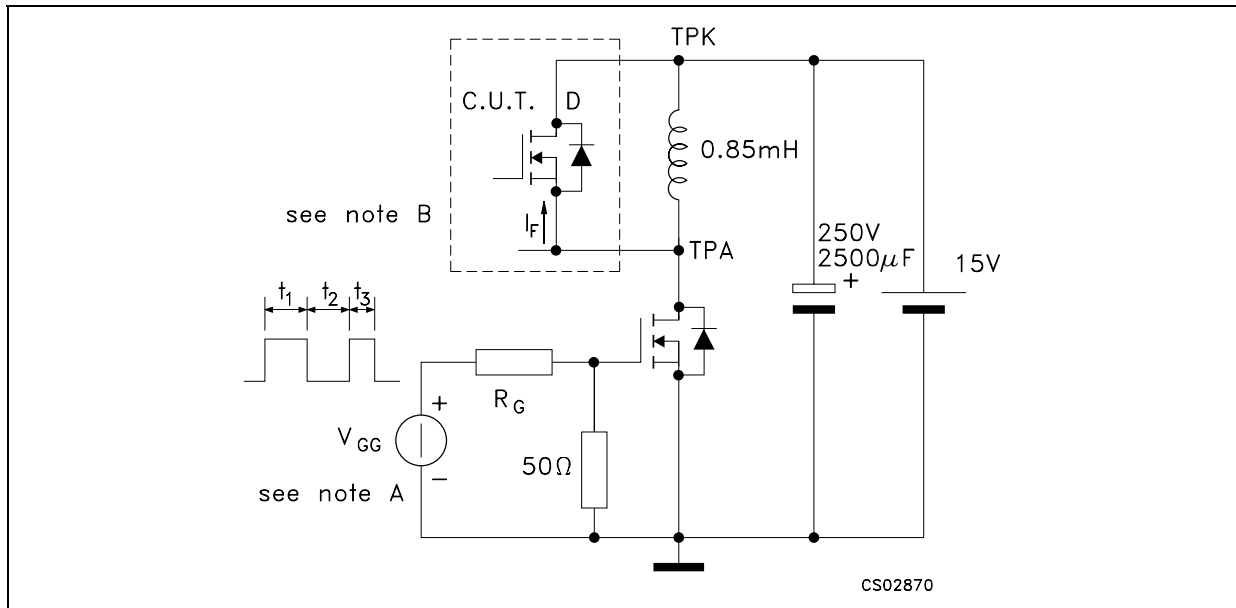 TPK
C.U.T. D
0.85mH
see note B
I_F
TPA
250V
2500μF
+
15V
t₁ t₂ t₃
R_G
+
V_GG
50Ω
-
see note A
CS02870